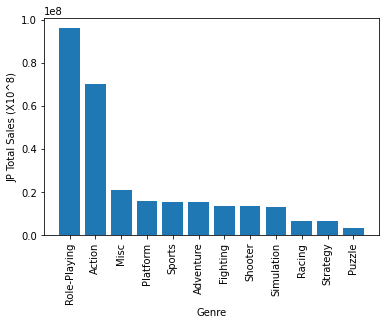 1e8
1.0
0.8
0.6
0.4
0.2
0.0
JP Total Sales (X10^8)
Role-Playing
Action
Misc
Platform
Sports
Adventure
Fighting
Shooter
Simulation
Racing
Strategy
Puzzle
Genre